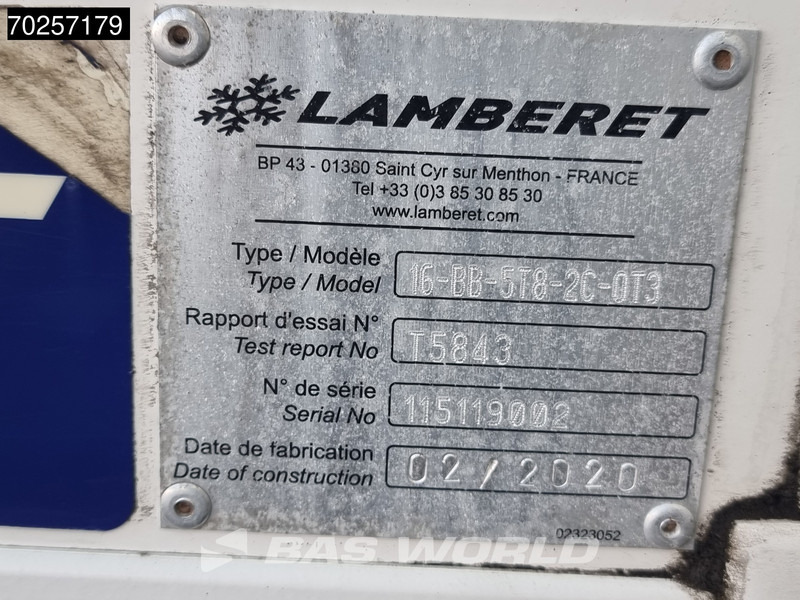 70257179
LAMBERET
BP 43 - 01380 Saint Cyr sur Menthon - FRANCE
Tel +33 (0)3 85 30 85 30
www.lamberet.com
Type / Modèle
Type / Model
16-BB-5T8-2C-0T3
Rapport d'essai N°
Test report No
T5843
N° de série
Serial No
115119002
Date de fabrication
Date of construction
02/2020
02323052
BAS WORLD